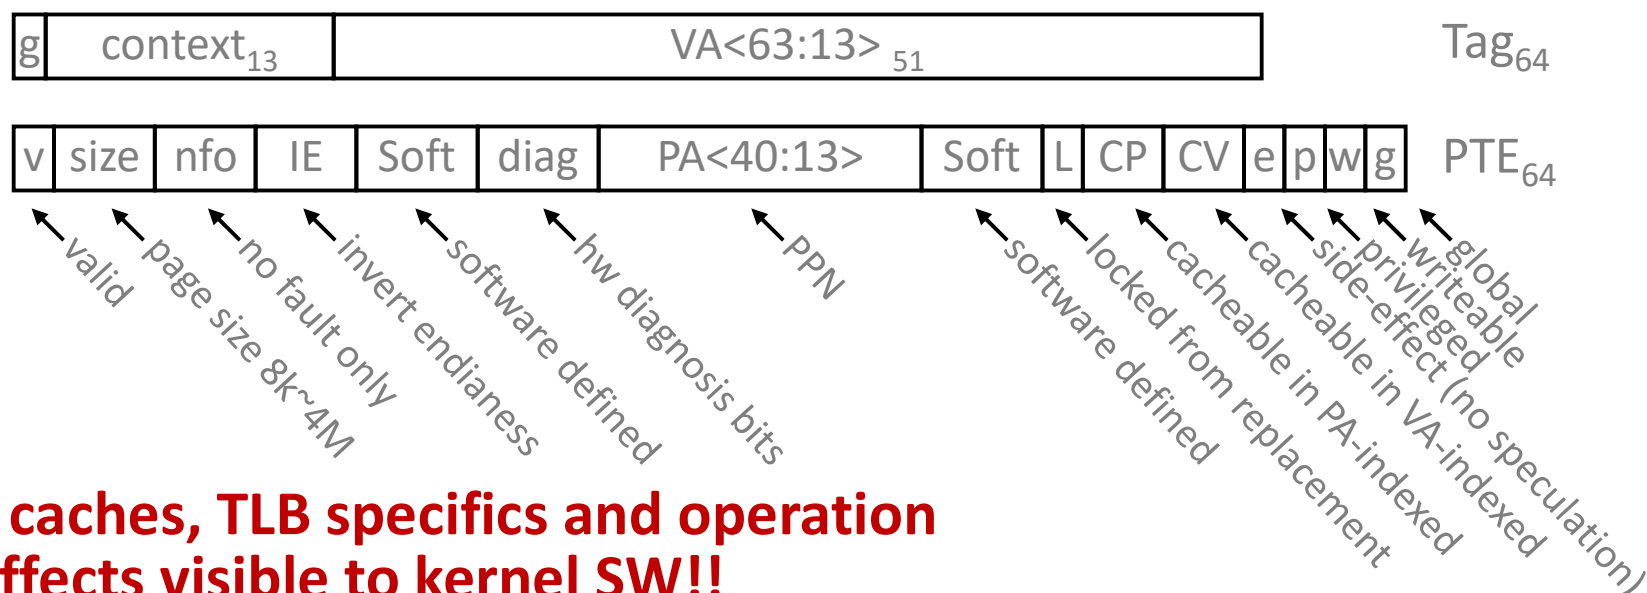 g context13 VA<63:13> 51 Tag64
v size nfo IE Soft diag PA<40:13> Soft L CP CV e p w g PTE64
valid
page size 8k~4M
no fault only
invert endianess
software defined
hw diagnosis bits
PPN
software defined
locked from replacement
cacheable in PA-indexed
cacheable in VA-indexed
side-effect (no speculation)
privileged
writeable
global
caches, TLB specifics and operation
ffects visible to kernel SW!!